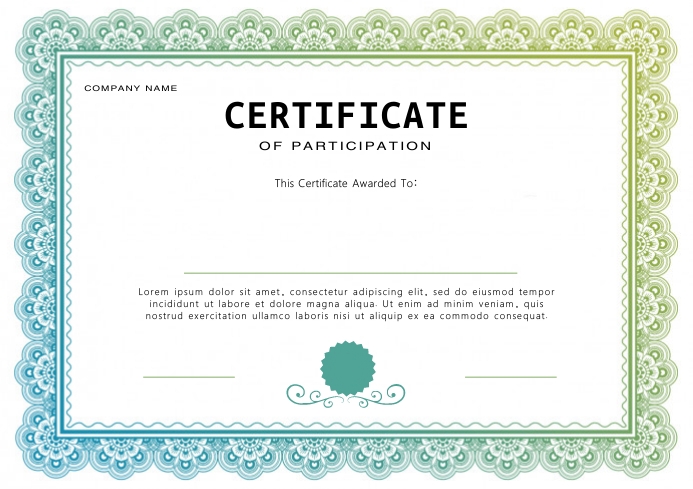 COMPANY NAME
CERTIFICATE
OF PARTICIPATION
This Certificate Awarded To:
Lorem ipsum dolor sit amet, consectetur adipiscing elit, sed do eiusmod tempor
incididunt ut labore et dolore magna aliqua. Ut enim ad minim veniam, quis
nostrud exercitation ullamco laboris nisi ut aliquip ex ea commodo consequat.